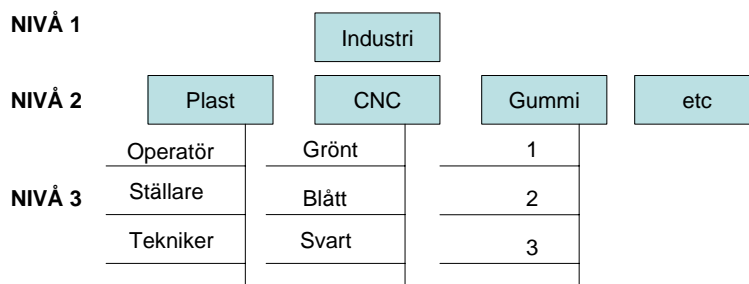 NIVÅ 1
Industri
NIVÅ 2
Plast
CNC
Gummi
etc
NIVÅ 3
Operatör
Grönt
1
Ställare
Blått
2
Tekniker
Svart
3